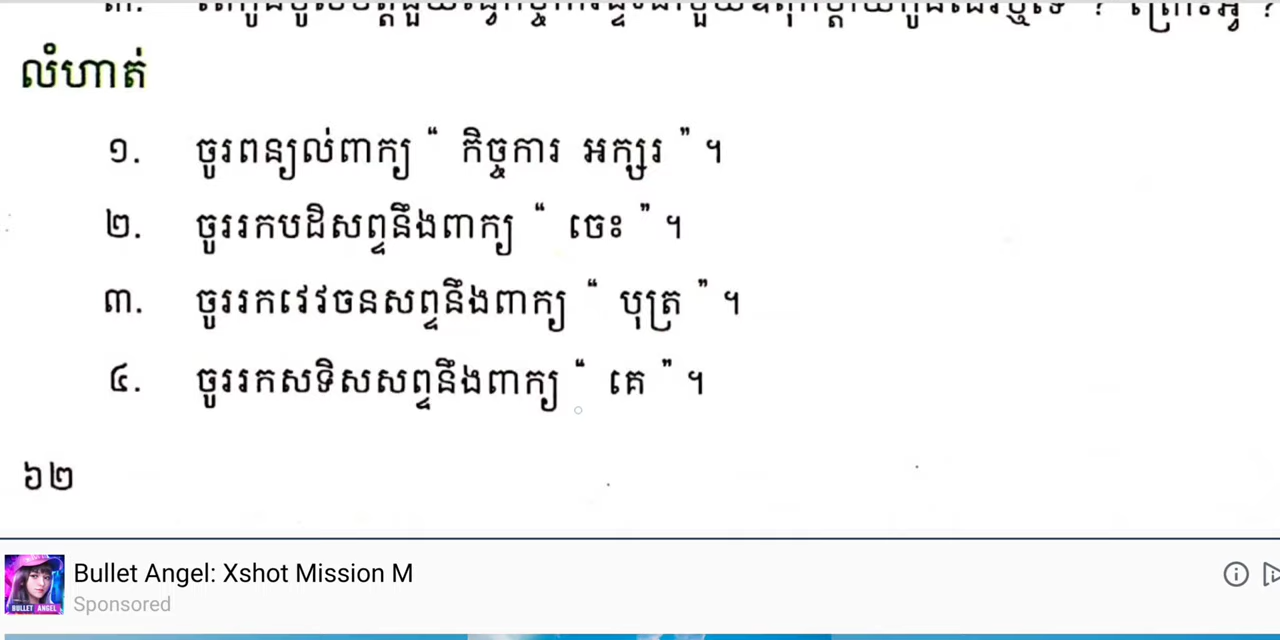 លំហាត់
១. ចូរពន្យល់ពាក្យ “ កិច្ចការ អក្សរ ” ។
២. ចូររកបដិសព្ទនឹងពាក្យ “ ចេះ ” ។
៣. ចូររកវេវចនសព្ទនឹងពាក្យ “ បុត្រ ” ។
៤. ចូររកសទិសសព្ទនឹងពាក្យ “ គេ ” ។
៦២
Bullet Angel: Xshot Mission M
Sponsored
BULLET ANGEL